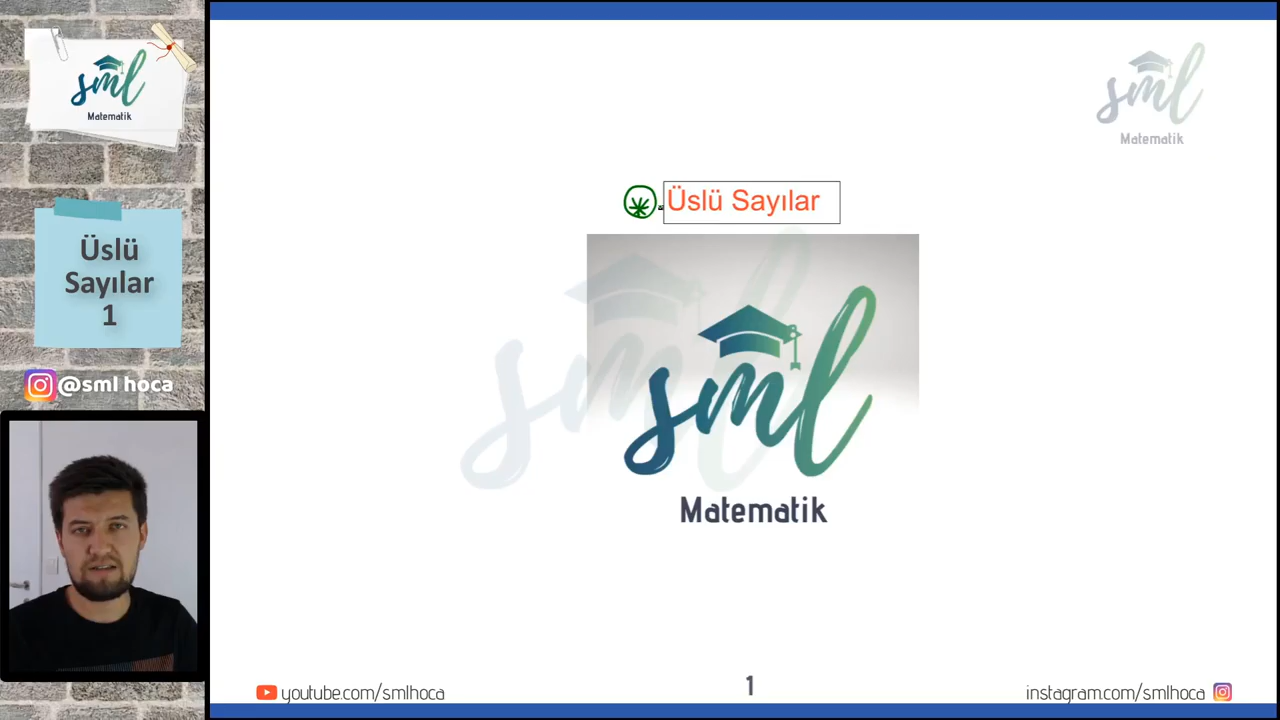 sml
Matematik
Üslü
Sayılar
1
@sml hoca
sml
Matematik
Üslü Sayılar
sml
Matematik
youtube.com/smlhoca
1
instagram.com/smlhoca